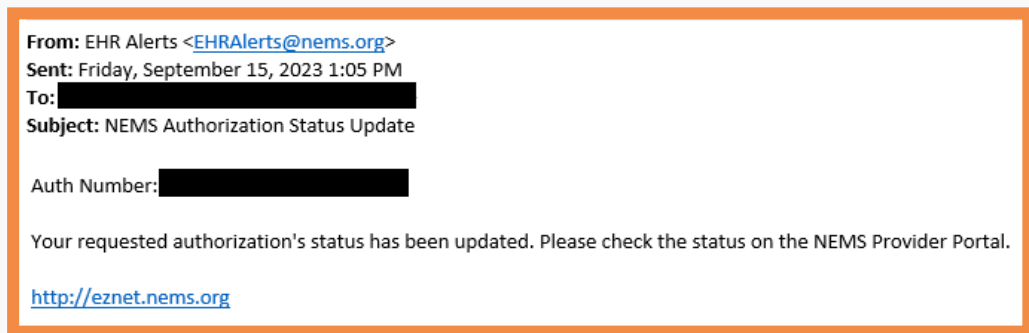 From: EHR Alerts <EHRAlerts@nems.org>
Sent: Friday, September 15, 2023 1:05 PM
To:
Subject: NEMS Authorization Status Update
Auth Number:
Your requested authorization's status has been updated. Please check the status on the NEMS Provider Portal.
http://eznet.nems.org